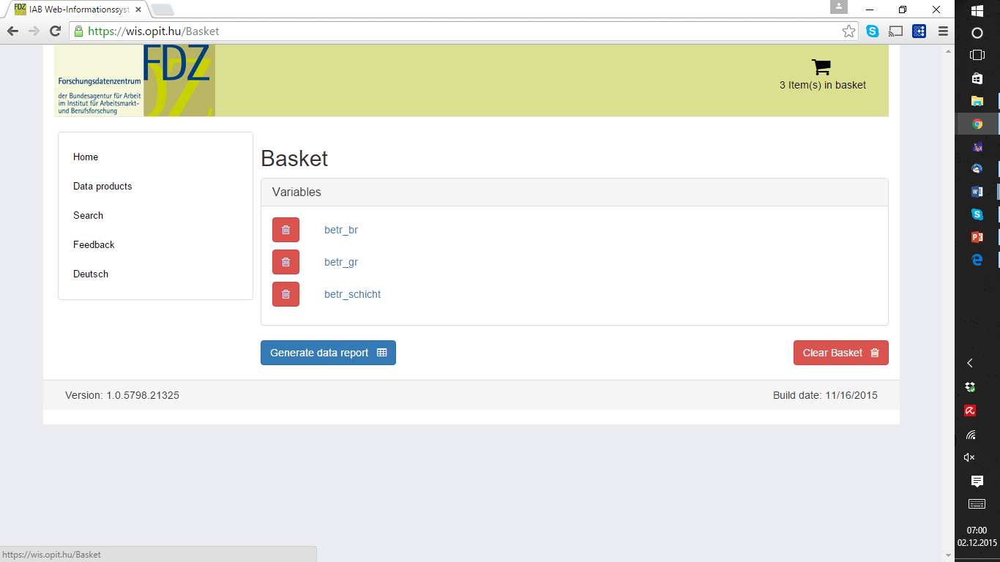 IAB Web-Informationssyst
https://wis.opit.hu/Basket
FDZ
Forschungsdatenzentrum
der Bundesagentur für Arbeit
im Institut für Arbeitsmarkt-
und Berufsforschung
3 Item(s) in basket
Home
Data products
Search
Feedback
Deutsch
Basket
Variables
betr_br
betr_gr
betr_schicht
Generate data report
Clear Basket
Version: 1.0.5798.21325
Build date: 11/16/2015
https://wis.opit.hu/Basket
07:00
02.12.2015